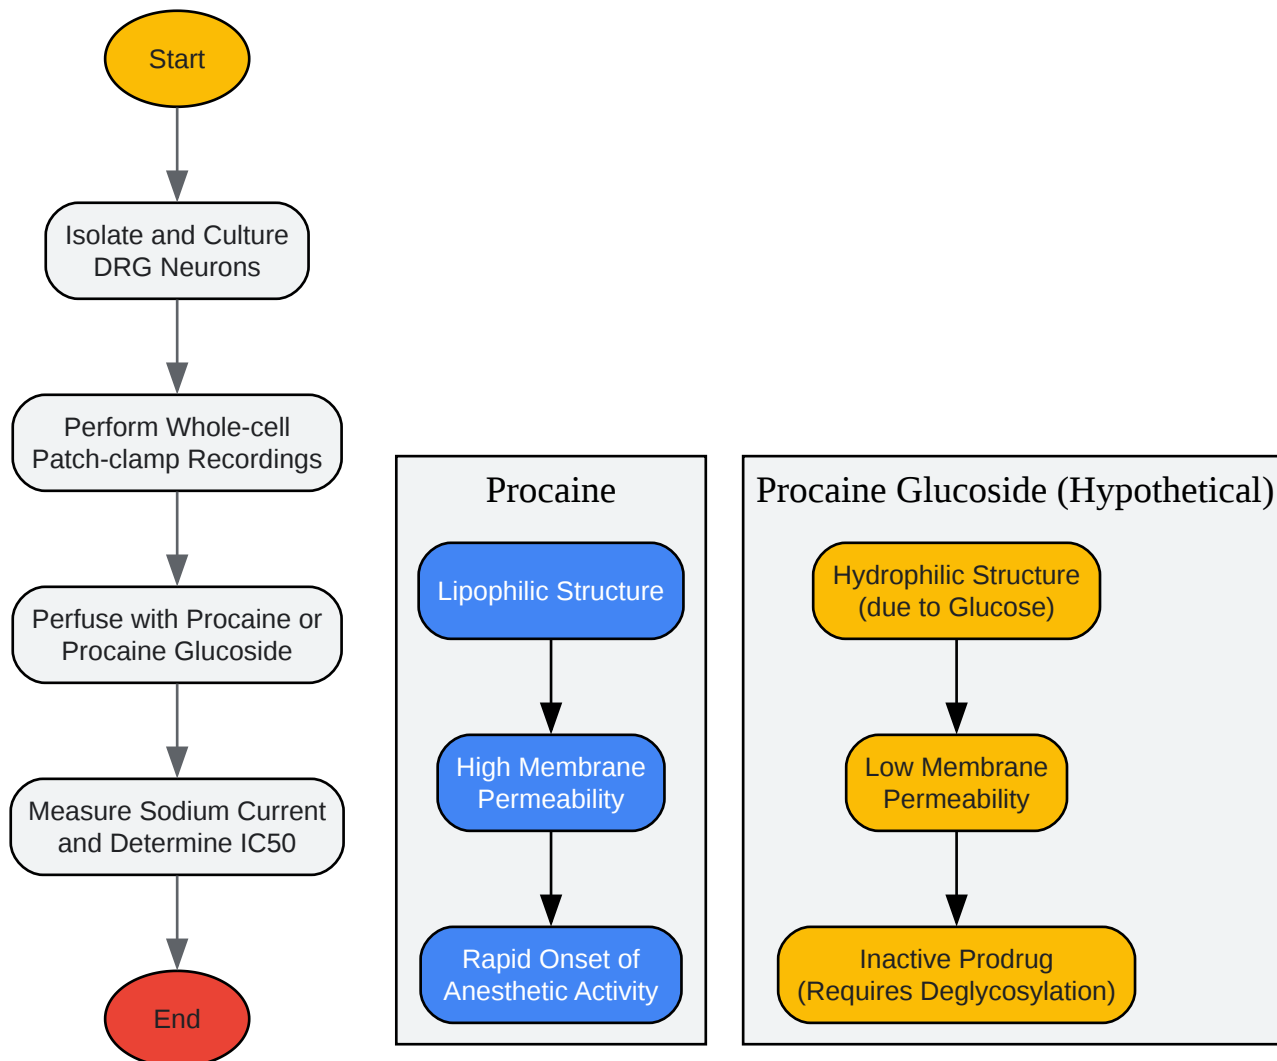 Start
Isolate and Culture
DRG Neurons
Perform Whole-cell
Patch-clamp Recordings
Perfuse with Procaine or
Procaine Glucoside
Measure Sodium Current
and Determine IC50
End
Procaine
Lipophilic Structure
High Membrane
Permeability
Rapid Onset of
Anesthetic Activity
Procaine Glucoside (Hypothetical)
Hydrophilic Structure
(due to Glucose)
Low Membrane
Permeability
Inactive Prodrug
(Requires Deglycosylation)